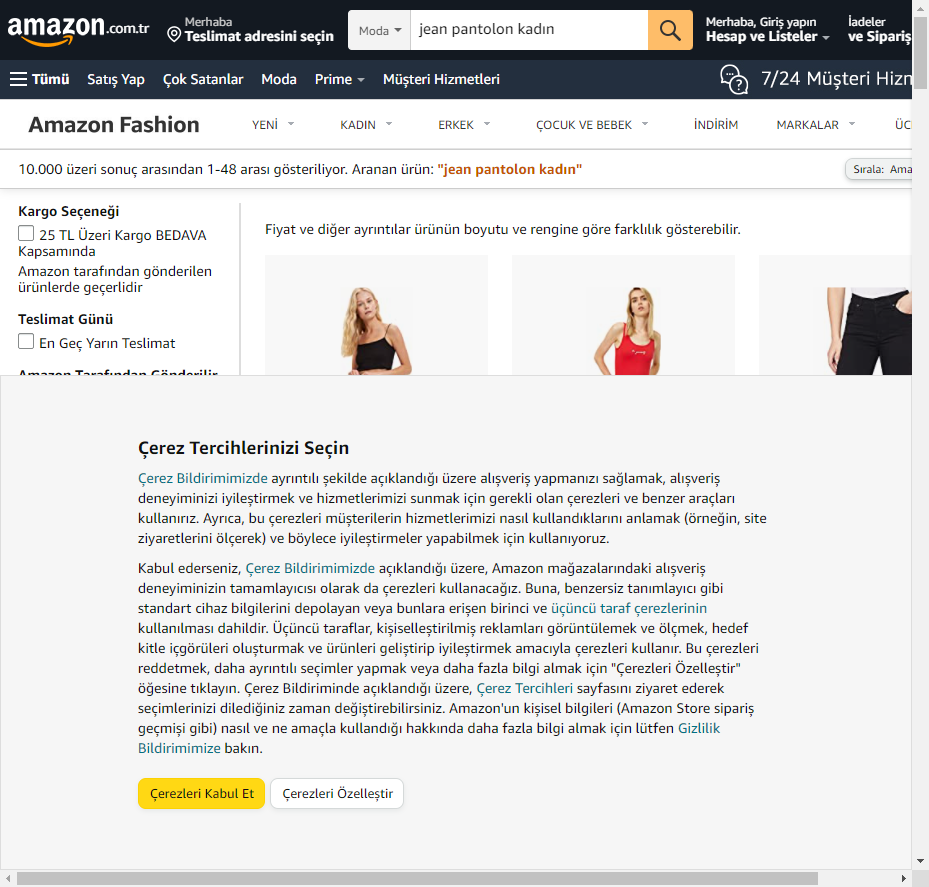 amazon.com.tr
Merhaba
Teslimat adresini seçin
Moda
jean pantolon kadın
Merhaba, Giriş yapın
Hesap ve Listeler
İadeler
ve Sipariş
Tümü
Satış Yap
Çok Satanlar
Moda
Prime
Müşteri Hizmetleri
7/24 Müşteri Hizm
Amazon Fashion
YENİ
KADIN
ERKEK
ÇOCUK VE BEBEK
İNDİRİM
MARKALAR
ÜC
10.000 üzeri sonuç arasından 1-48 arası gösteriliyor. Aranan ürün: "jean pantolon kadın"
Sırala: Ama
Kargo Seçeneği
25 TL Üzeri Kargo BEDAVA
Kapsamında
Amazon tarafından gönderilen
ürünlerde geçerlidir
Teslimat Günü
En Geç Yarın Teslimat
Amazon Tarafından Gönderilir
Fiyat ve diğer ayrıntılar ürünün boyutu ve rengine göre farklılık gösterebilir.
Çerez Tercihlerinizi Seçin
Çerez Bildirimimizde ayrıntılı şekilde açıklandığı üzere alışveriş yapmanızı sağlamak, alışveriş
deneyiminizi iyileştirmek ve hizmetlerimizi sunmak için gerekli olan çerezleri ve benzer araçları
kullanırız. Ayrıca, bu çerezleri müşterilerin hizmetlerimizi nasıl kullandıklarını anlamak (örneğin, site
ziyaretlerini ölçerek) ve böylece iyileştirmeler yapabilmek için kullanıyoruz.
Kabul ederseniz, Çerez Bildirimimizde açıklandığı üzere, Amazon mağazalarındaki alışveriş
deneyiminizin tamamlayıcısı olarak da çerezleri kullanacağız. Buna, benzersiz tanımlayıcı gibi
standart cihaz bilgilerini depolayan veya bunlara erişen birinci ve üçüncü taraf çerezlerinin
kullanılması dahildir. Üçüncü taraflar, kişiselleştirilmiş reklamları görüntülemek ve ölçmek, hedef
kitle içgörüleri oluşturmak ve ürünleri geliştirip iyileştirmek amacıyla çerezleri kullanır. Bu çerezleri
reddetmek, daha ayrıntılı seçimler yapmak veya daha fazla bilgi almak için "Çerezleri Özelleştir"
öğesine tıklayın. Çerez Bildiriminde açıklandığı üzere, Çerez Tercihleri sayfasını ziyaret ederek
seçimlerinizi dilediğiniz zaman değiştirebilirsiniz. Amazon'un kişisel bilgileri (Amazon Store sipariş
geçmişi gibi) nasıl ve ne amaçla kullandığı hakkında daha fazla bilgi almak için lütfen Gizlilik
Bildirimimize bakın.
Çerezleri Kabul Et
Çerezleri Özelleştir